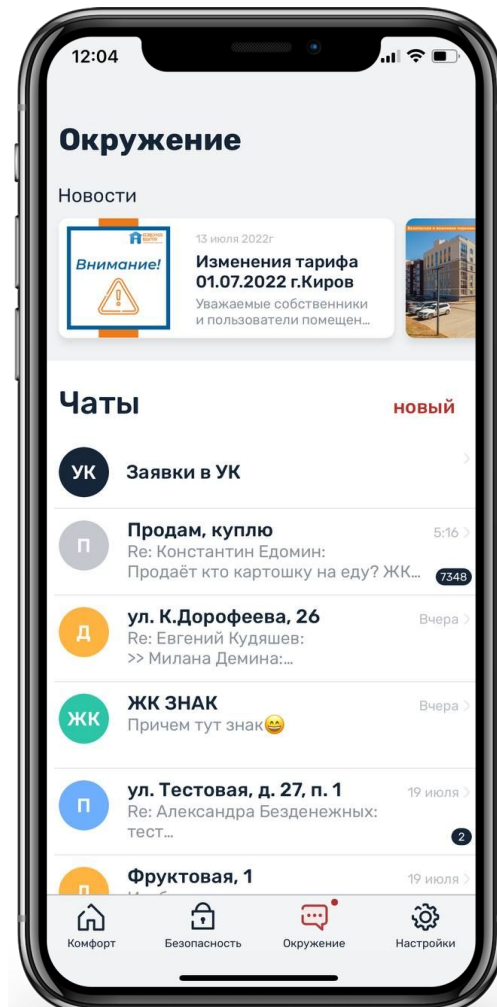 12:04
Окружение
Новости
Внимание!
13 июля 2022г
Изменения тарифа
01.07.2022 г.Киров
Уважаемые собственники
и пользователи помещен...
Чаты
новый
УК
Заявки в УК
П
Продам, куплю
5:16
Re: Константин Едомин:
Продаёт кто картошку на еду? ЖК...
7348
Д
ул. К.Дорофеева, 26
Вчера
Re: Евгений Кудяшев:
>> Милана Демина:...
ЖК
ЖК ЗНАК
Вчера
Причем тут знак😄
П
ул. Тестовая, д. 27, п. 1
19 июля
Re: Александра Безденежных:
тест...
2
Фруктовая, 1
19 июля
Комфорт
Безопасность
Окружение
Настройки